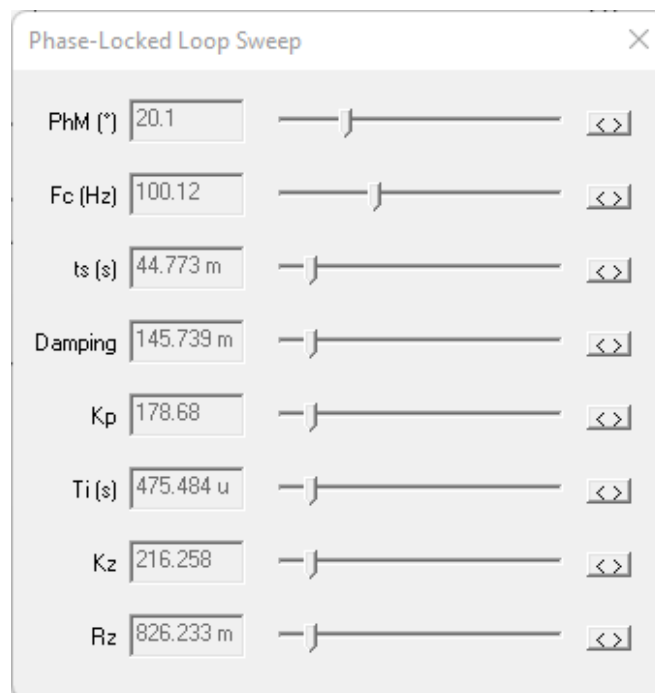 Phase-Locked Loop Sweep
PhM (°) 20.1 < >
Fc (Hz) 100.12 < >
ts (s) 44.773 m < >
Damping 145.739 m < >
Kp 178.68 < >
Ti (s) 475.484 u < >
Kz 216.258 < >
Rz 826.233 m < >